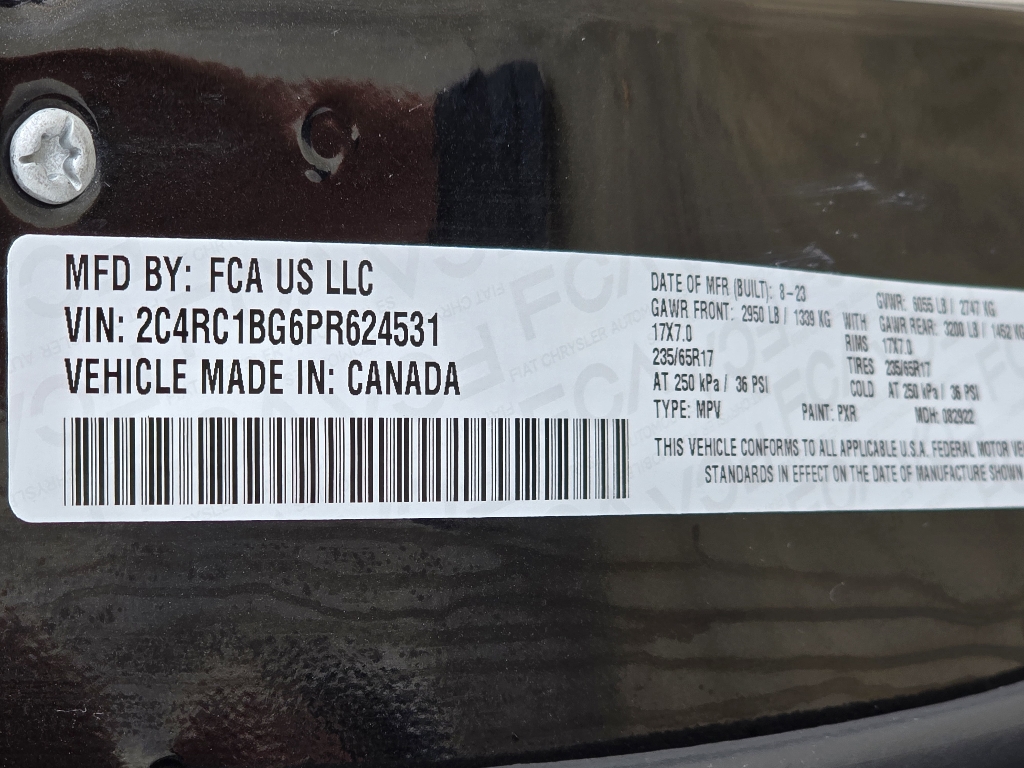 MFD BY: FCA US LLC
VIN: 2C4RC1BG6PR624531
VEHICLE MADE IN: CANADA
DATE OF MFR (BUILT): 8-23 GVWR: 6055 LB / 2747 KG
GAWR FRONT: 2950 LB / 1339 KG WITH GAWR REAR: 3200 LB / 1452 KG
17X7.0 RIMS 17X7.0
235/65R17 TIRES 235/65R17
AT 250 kPa / 36 PSI COLD AT 250 kPa / 36 PSI
TYPE: MPV PAINT: PXR MDH: 082922
THIS VEHICLE CONFORMS TO ALL APPLICABLE U.S.A. FEDERAL MOTOR VE
STANDARDS IN EFFECT ON THE DATE OF MANUFACTURE SHOWN